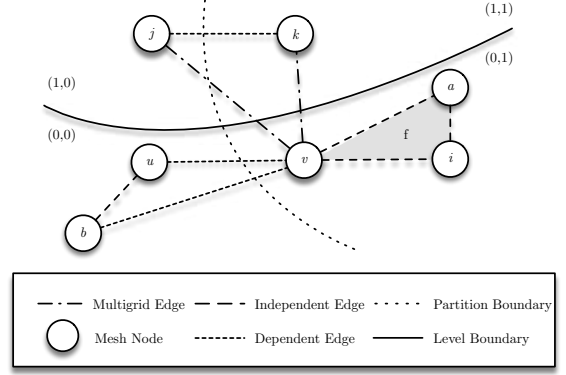 (1,1)
j
k
(0,1)
(1,0)
a
(0,0)
f
u
v
i
b
Multigrid Edge
Independent Edge
Partition Boundary
Mesh Node
Dependent Edge
Level Boundary